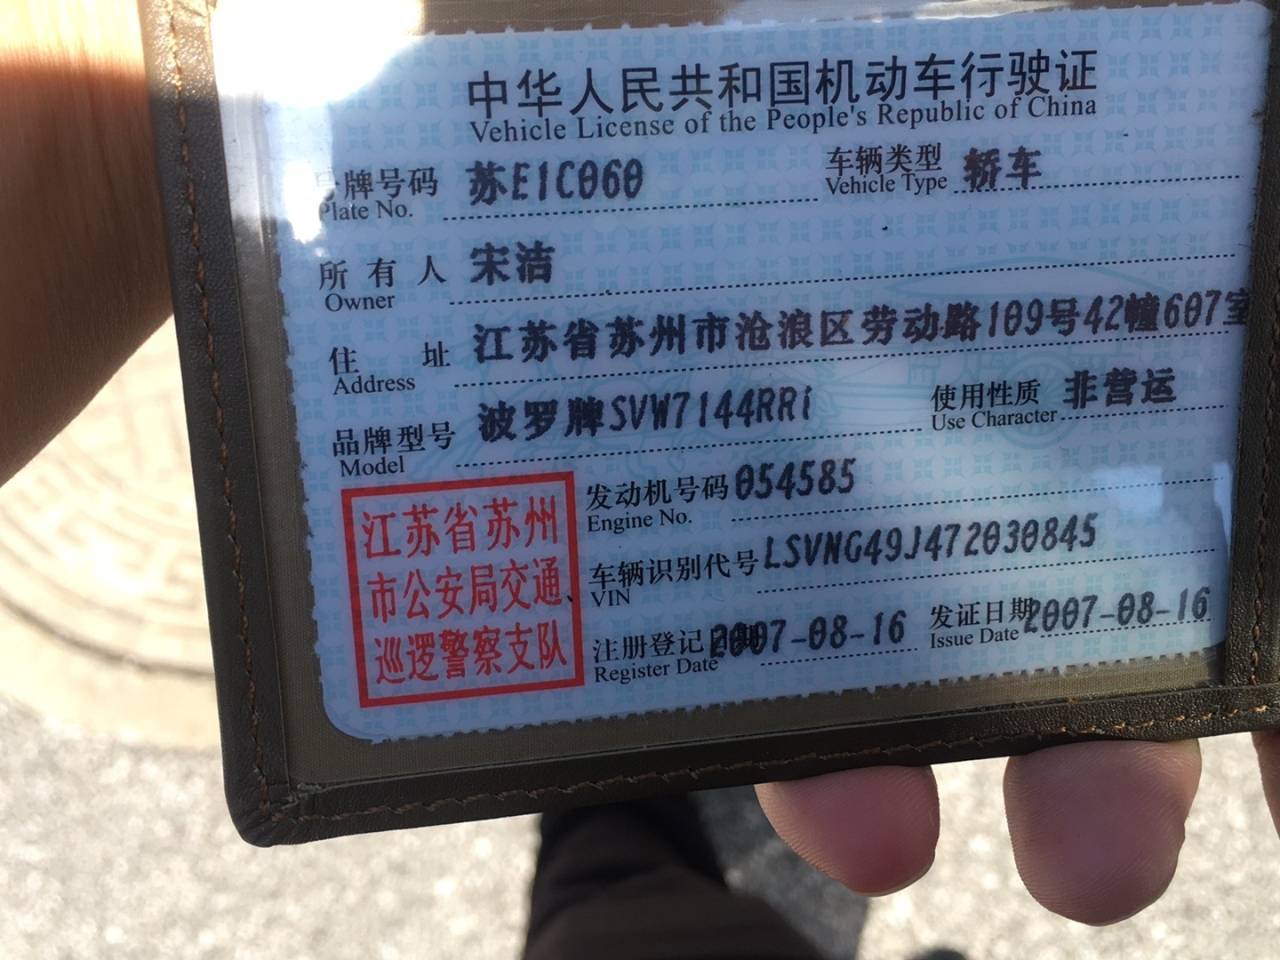 中华人民共和国机动车行驶证
Vehicle License of the People's Republic of China
号牌号码 苏E1C060 车辆类型 轿车
Plate No. Vehicle Type
所有人 宋洁
Owner
住址 江苏省苏州市沧浪区劳动路109号42幢607室
Address
品牌型号 波罗牌SVW7144RRi 使用性质 非营运
Model Use Character
发动机号码 054585
Engine No.
车辆识别代号 LSVNG49J472030845
VIN
注册登记日期 2007-08-16 发证日期 2007-08-16
Register Date Issue Date
江苏省苏州
市公安局交通
巡逻警察支队